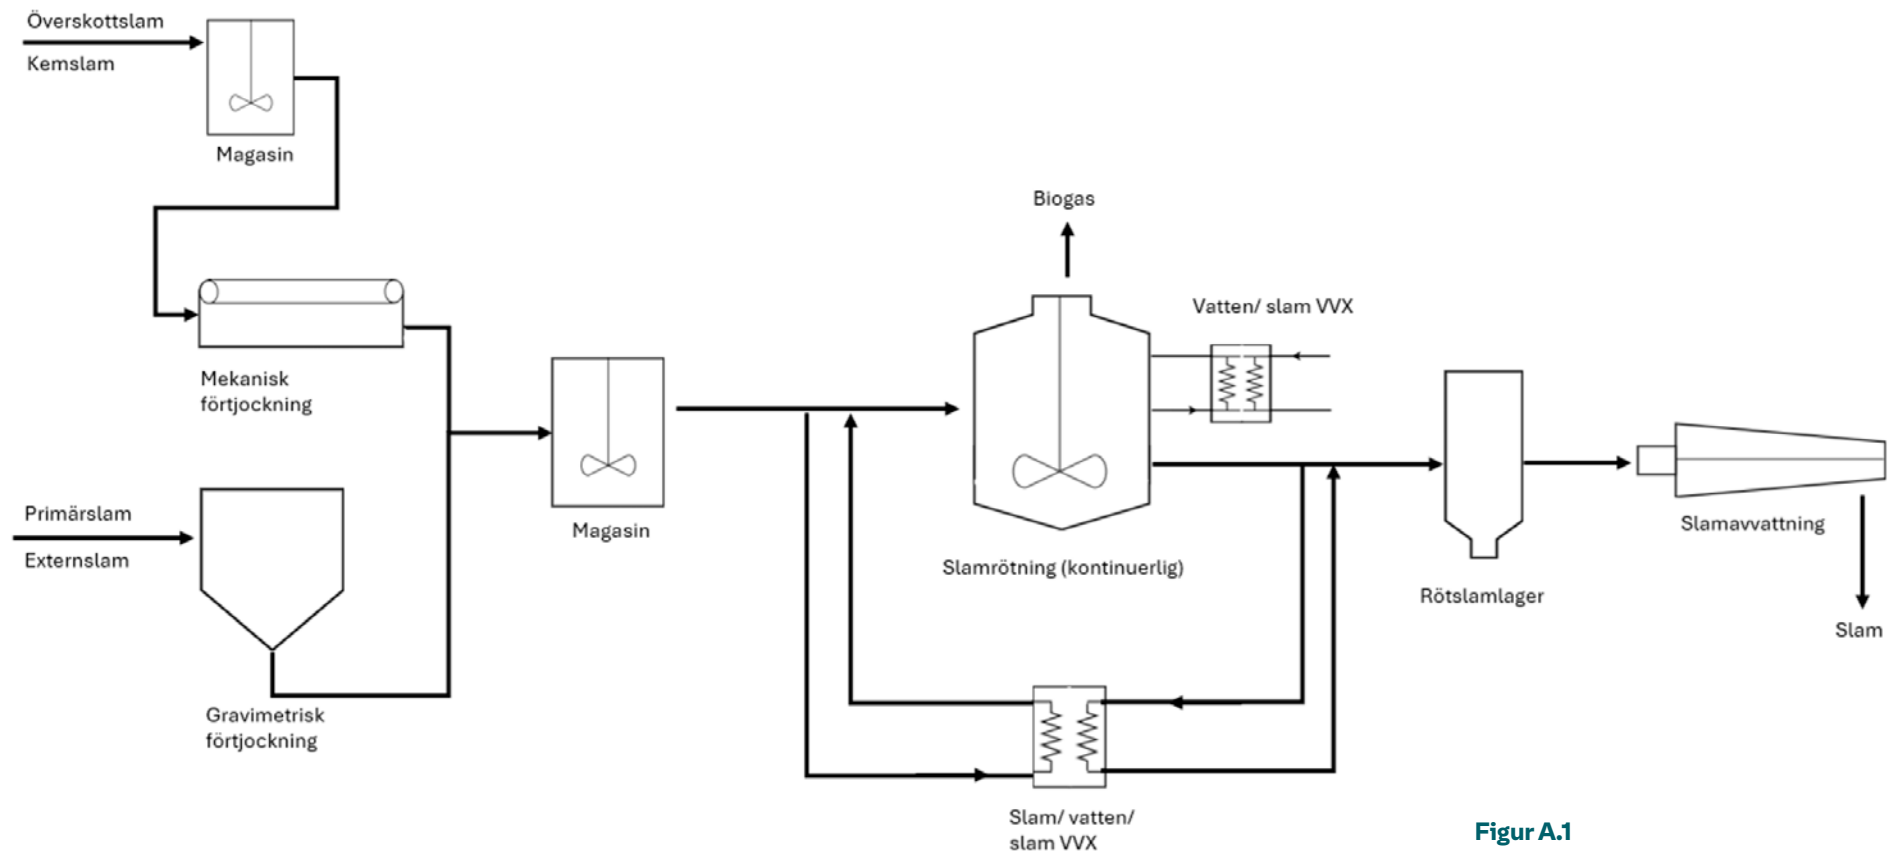 Överskottslam
Kemslam
Magasin
Biogas
Vatten/ slam VVX
Mekanisk
förtjockning
Primärslam
Externslam
Magasin
Slamrötning (kontinuerlig)
Rötslamlager
Slamavvattning
Slam
Gravimetrisk
förtjockning
Slam/ vatten/
slam VVX
Figur A.1